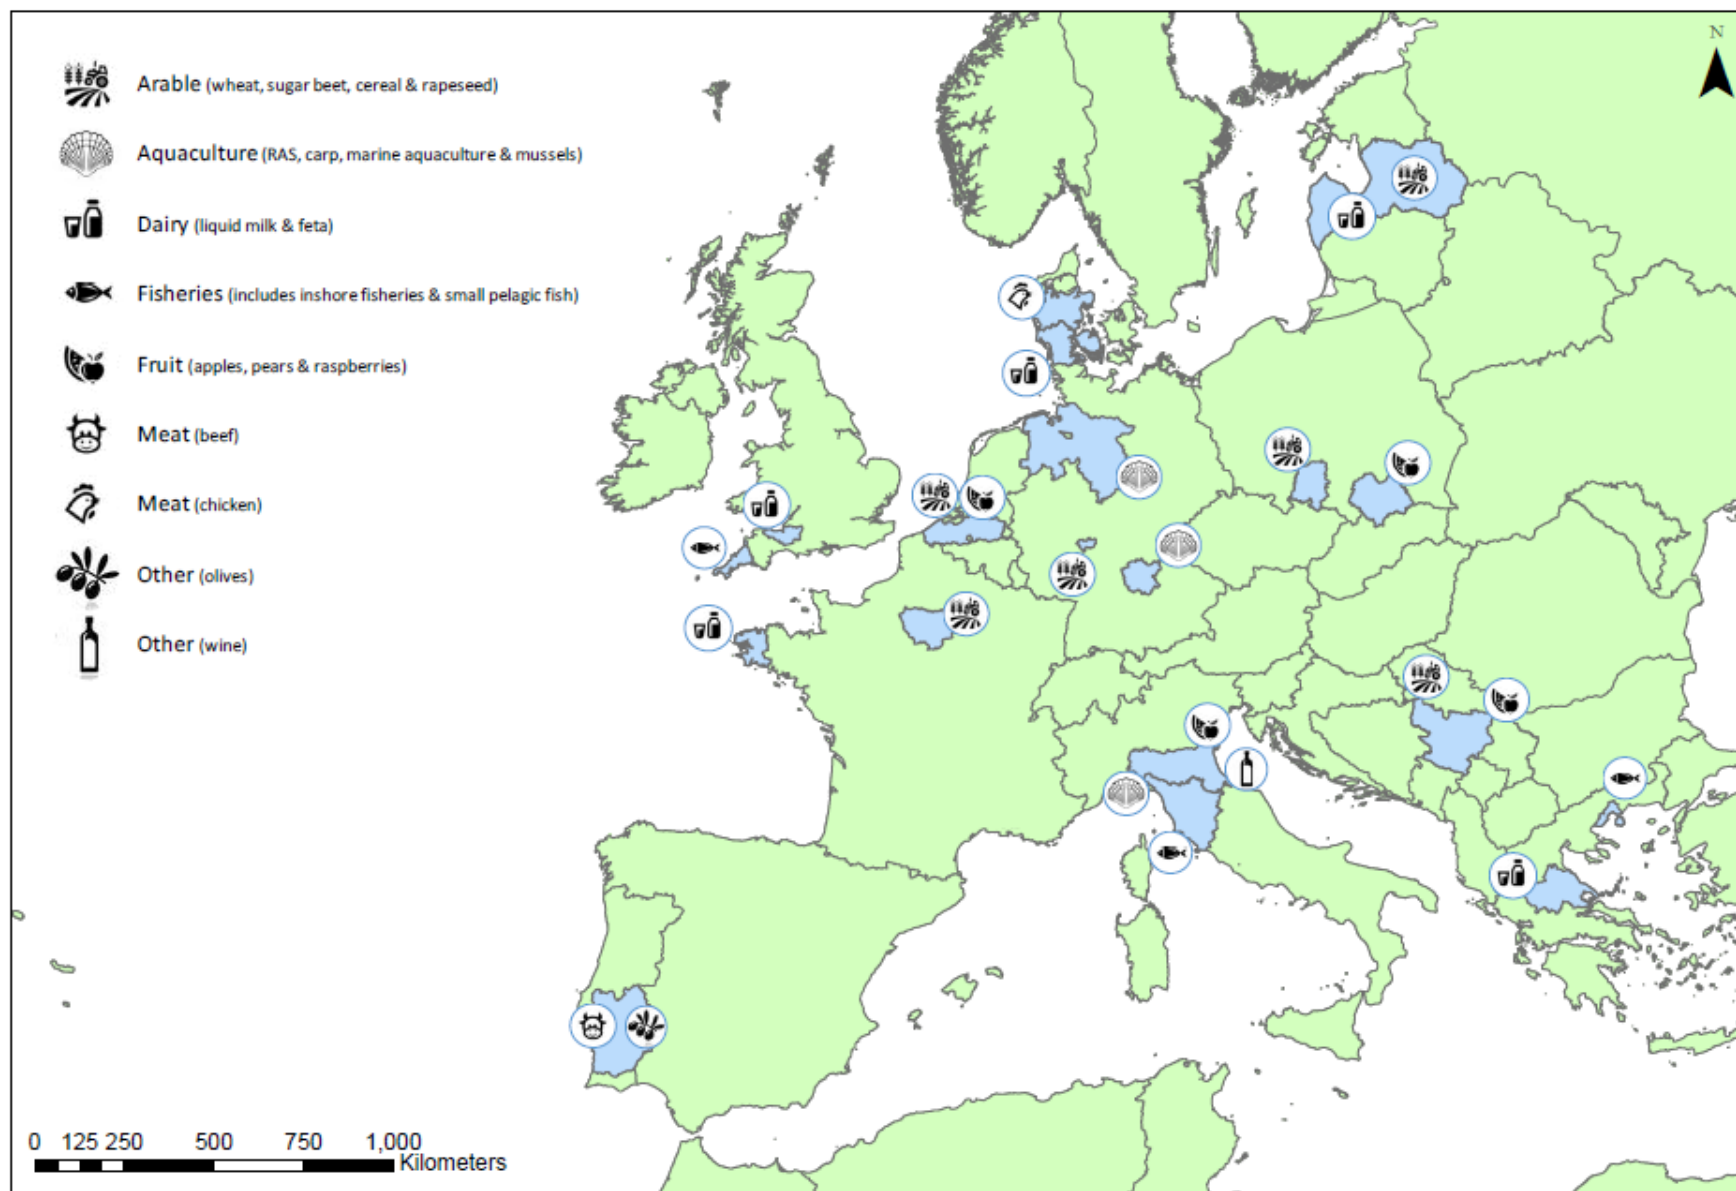 N
Arable (wheat, sugar beet, cereal & rapeseed)
Aquaculture (RAS, carp, marine aquaculture & mussels)
Dairy (liquid milk & feta)
Fisheries (includes inshore fisheries & small pelagic fish)
Fruit (apples, pears & raspberries)
Meat (beef)
Meat (chicken)
Other (olives)
Other (wine)
0 125 250 500 750 1,000
Kilometers